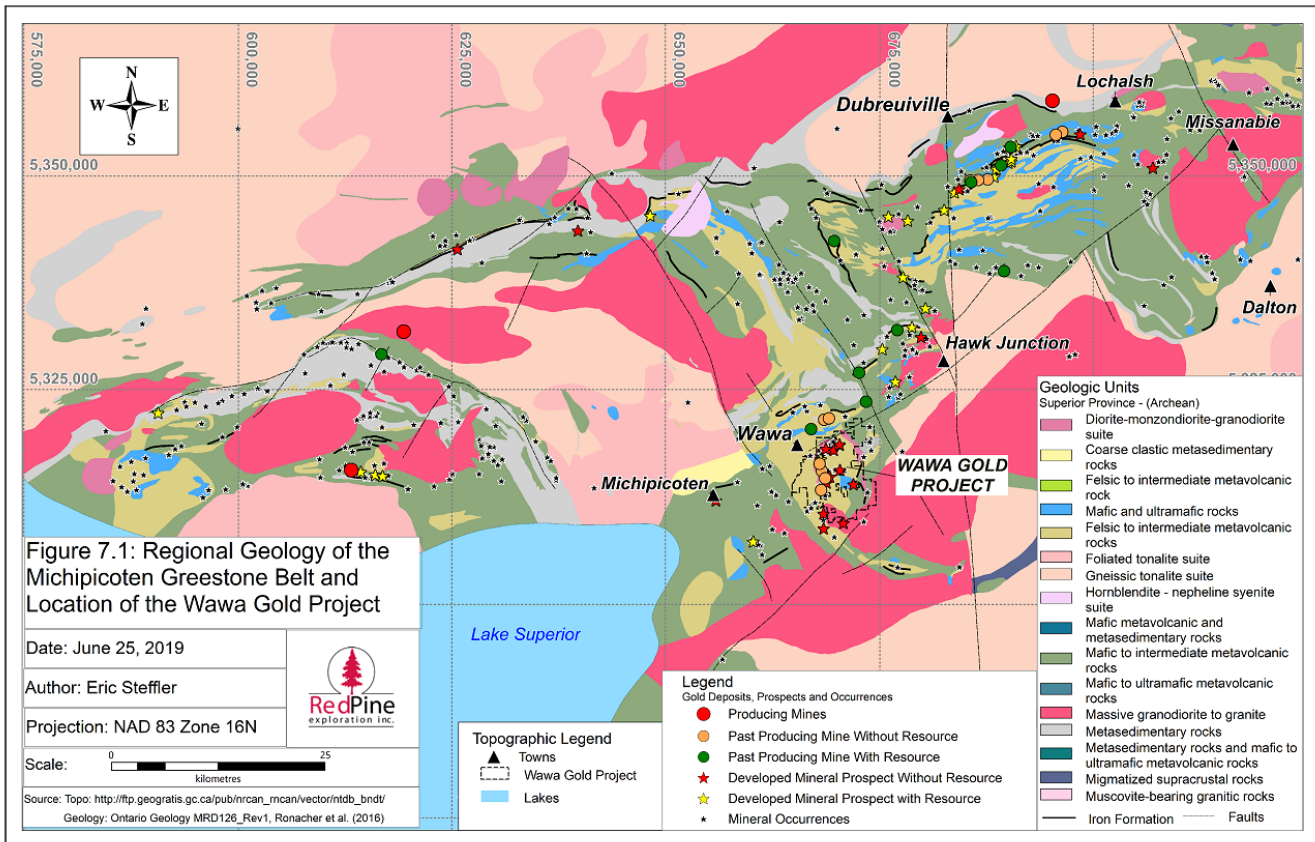 575,000
600,000
625,000
650,000
675,000
N
W E
S
Lochalsh
Dubreuiville
Missanabie
5,350,000
5,350,000
Dalton
Hawk Junction
5,325,000
Wawa
WAWA GOLD
PROJECT
Michipicoten
Lake Superior
Figure 7.1: Regional Geology of the
Michipicoten Greestone Belt and
Location of the Wawa Gold Project
Date: June 25, 2019
Author: Eric Steffler
Projection: NAD 83 Zone 16N
Scale:
0 25
kilometres
Source: Topo: http://ftp.geogratis.gc.ca/pub/nrcan_rncan/vector/ntdb_bndt/
Geology: Ontario Geology MRD126_Rev1, Ronacher et al. (2016)
RedPine
exploration inc.
Topographic Legend
Towns
Wawa Gold Project
Lakes
Legend
Gold Deposits, Prospects and Occurrences
Producing Mines
Past Producing Mine Without Resource
Past Producing Mine With Resource
Developed Mineral Prospect Without Resource
Developed Mineral Prospect with Resource
Mineral Occurrences
Geologic Units
Superior Province - (Archean)
Diorite-monzondiorite-granodiorite
suite
Coarse clastic metasedimentary
rocks
Felsic to intermediate metavolcanic
rock
Mafic and ultramafic rocks
Felsic to intermediate metavolcanic
rocks
Foliated tonalite suite
Gneissic tonalite suite
Hornblendite - nepheline syenite
suite
Mafic metavolcanic and
metasedimentary rocks
Mafic to intermediate metavolcanic
rocks
Mafic to ultramafic metavolcanic
rocks
Massive granodiorite to granite
Metasedimentary rocks
Metasedimentary rocks and mafic to
ultramafic metavolcanic rocks
Migmatized supracrustal rocks
Muscovite-bearing granitic rocks
Iron Formation
Faults